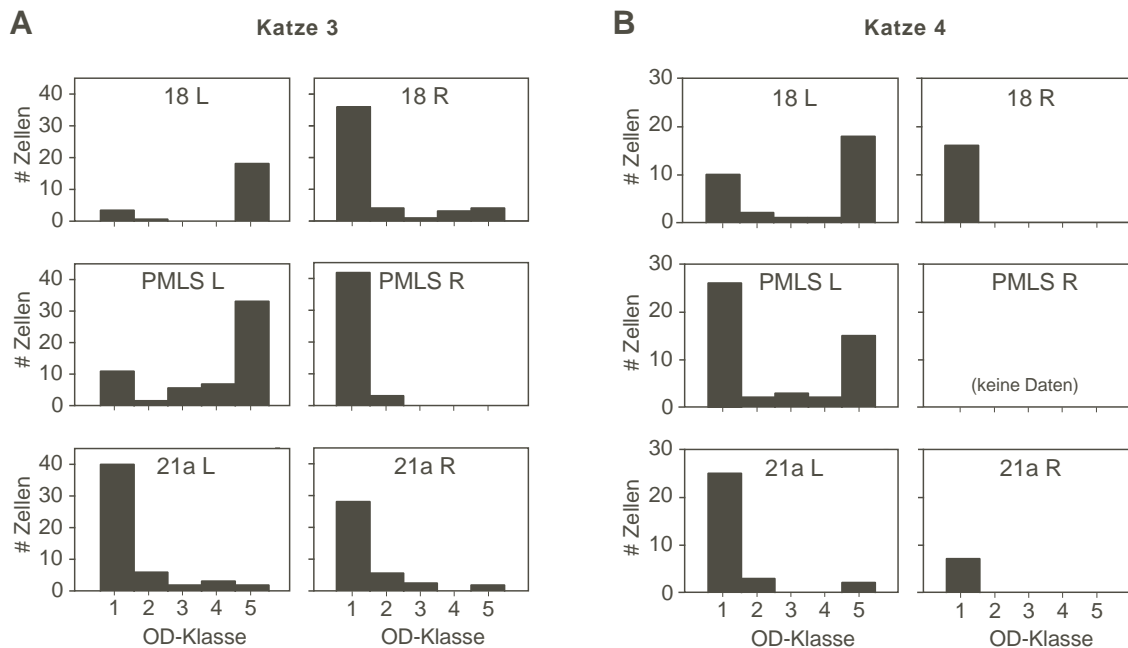 A
Katze 3
# Zellen
40
30
20
10
0
18 L
18 R
# Zellen
40
30
20
10
0
PMLS L
PMLS R
# Zellen
40
30
20
10
0
21a L
21a R
1 2 3 4 5
1 2 3 4 5
OD-Klasse
OD-Klasse
B
Katze 4
# Zellen
30
20
10
0
18 L
18 R
# Zellen
30
20
10
0
PMLS L
PMLS R
(keine Daten)
# Zellen
30
20
10
0
21a L
21a R
1 2 3 4 5
1 2 3 4 5
OD-Klasse
OD-Klasse